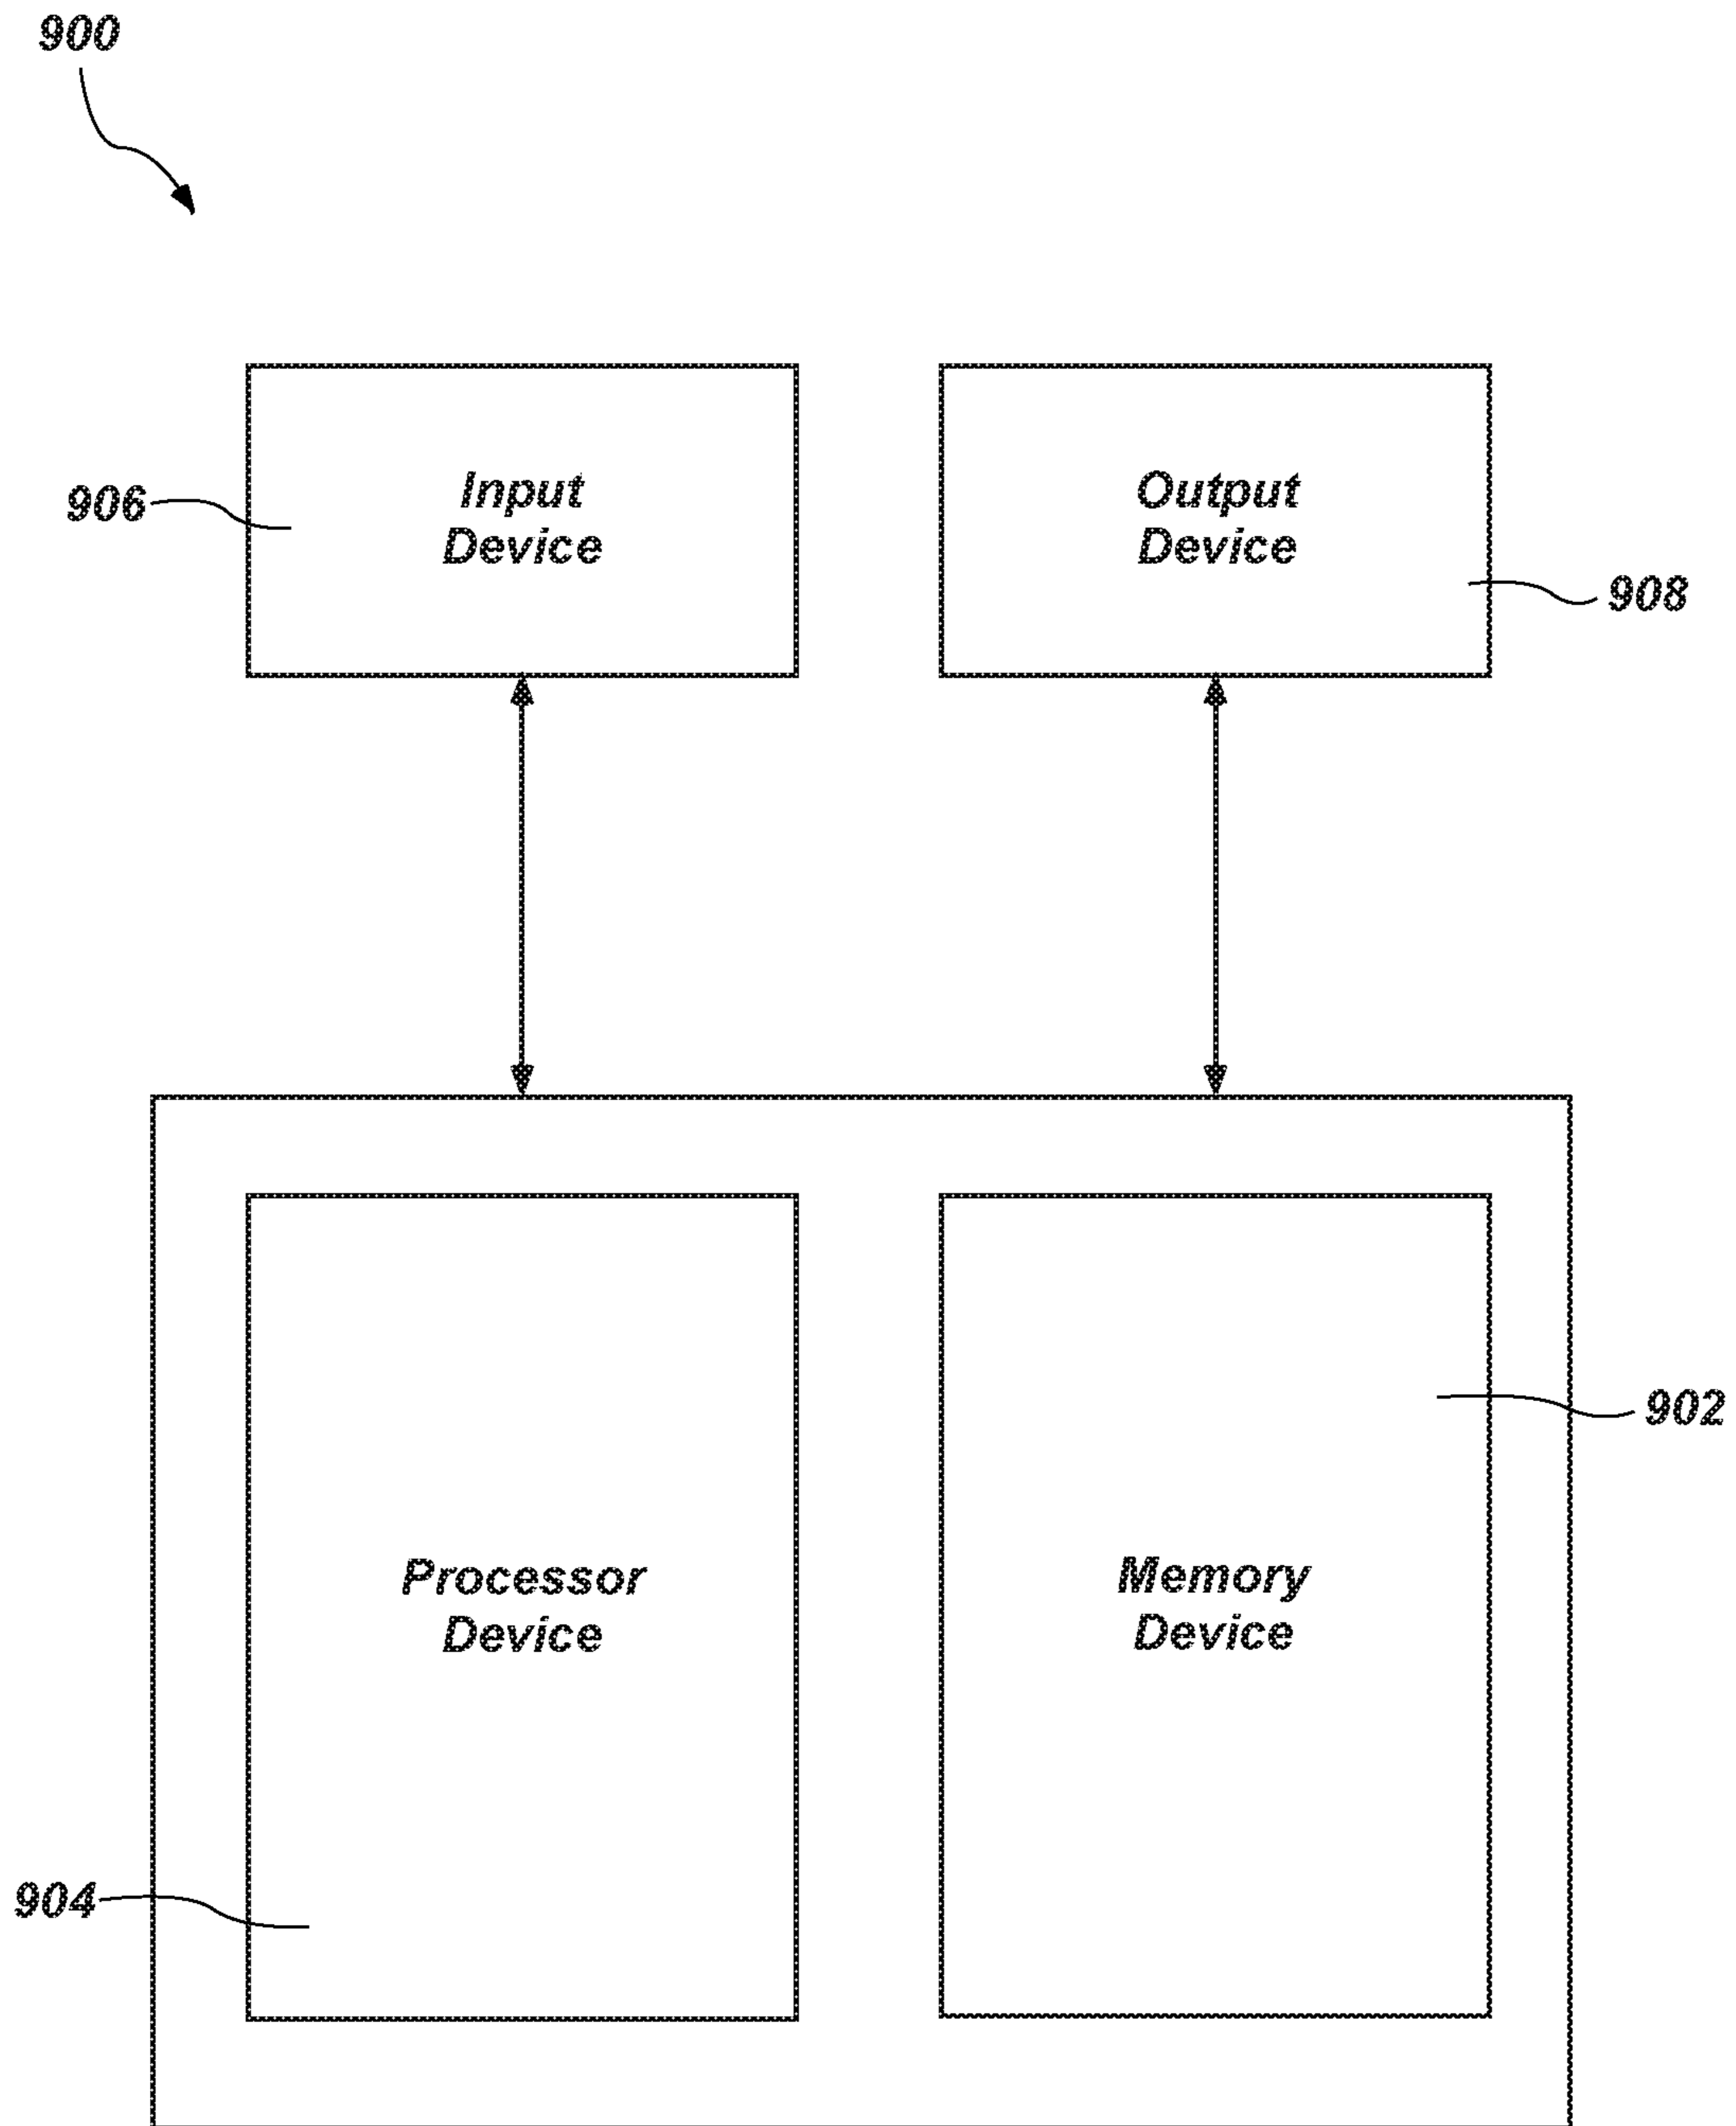 900
Input
Device
906
Output
Device
908
Processor
Device
904
Memory
Device
902